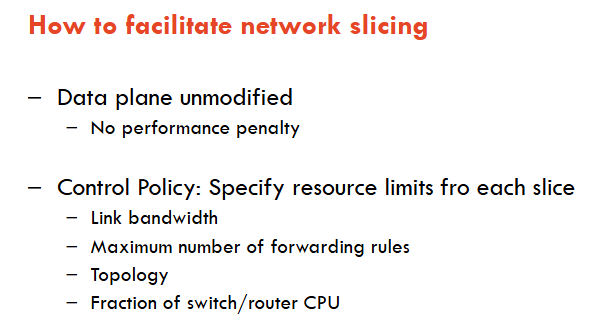 How to facilitate network slicing
– Data plane unmodified
– No performance penalty
– Control Policy: Specify resource limits fro each slice
– Link bandwidth
– Maximum number of forwarding rules
– Topology
– Fraction of switch/router CPU